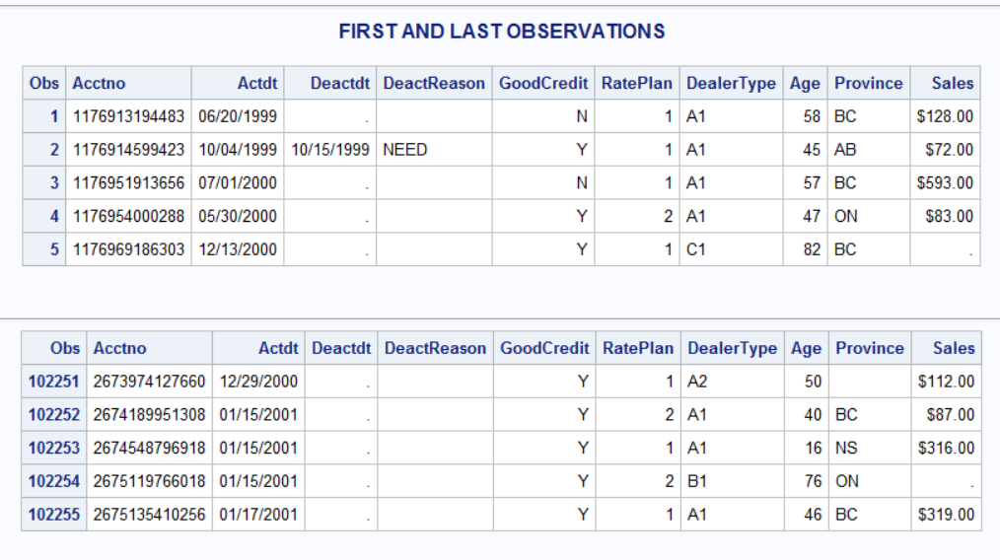 FIRST AND LAST OBSERVATIONS
Obs Acctno Actdt Deactdt DeactReason GoodCredit RatePlan DealerType Age Province Sales
1 1176913194483 06/20/1999 . N 1 A1 58 BC $128.00
2 1176914599423 10/04/1999 10/15/1999 NEED Y 1 A1 45 AB $72.00
3 1176951913656 07/01/2000 . N 1 A1 57 BC $593.00
4 1176954000288 05/30/2000 . Y 2 A1 47 ON $83.00
5 1176969186303 12/13/2000 . Y 1 C1 82 BC .
Obs Acctno Actdt Deactdt DeactReason GoodCredit RatePlan DealerType Age Province Sales
102251 2673974127660 12/29/2000 . Y 1 A2 50 $112.00
102252 2674189951308 01/15/2001 . Y 2 A1 40 BC $87.00
102253 2674548796918 01/15/2001 . Y 1 A1 16 NS $316.00
102254 2675119766018 01/15/2001 . Y 2 B1 76 ON .
102255 2675135410256 01/17/2001 . Y 1 A1 46 BC $319.00